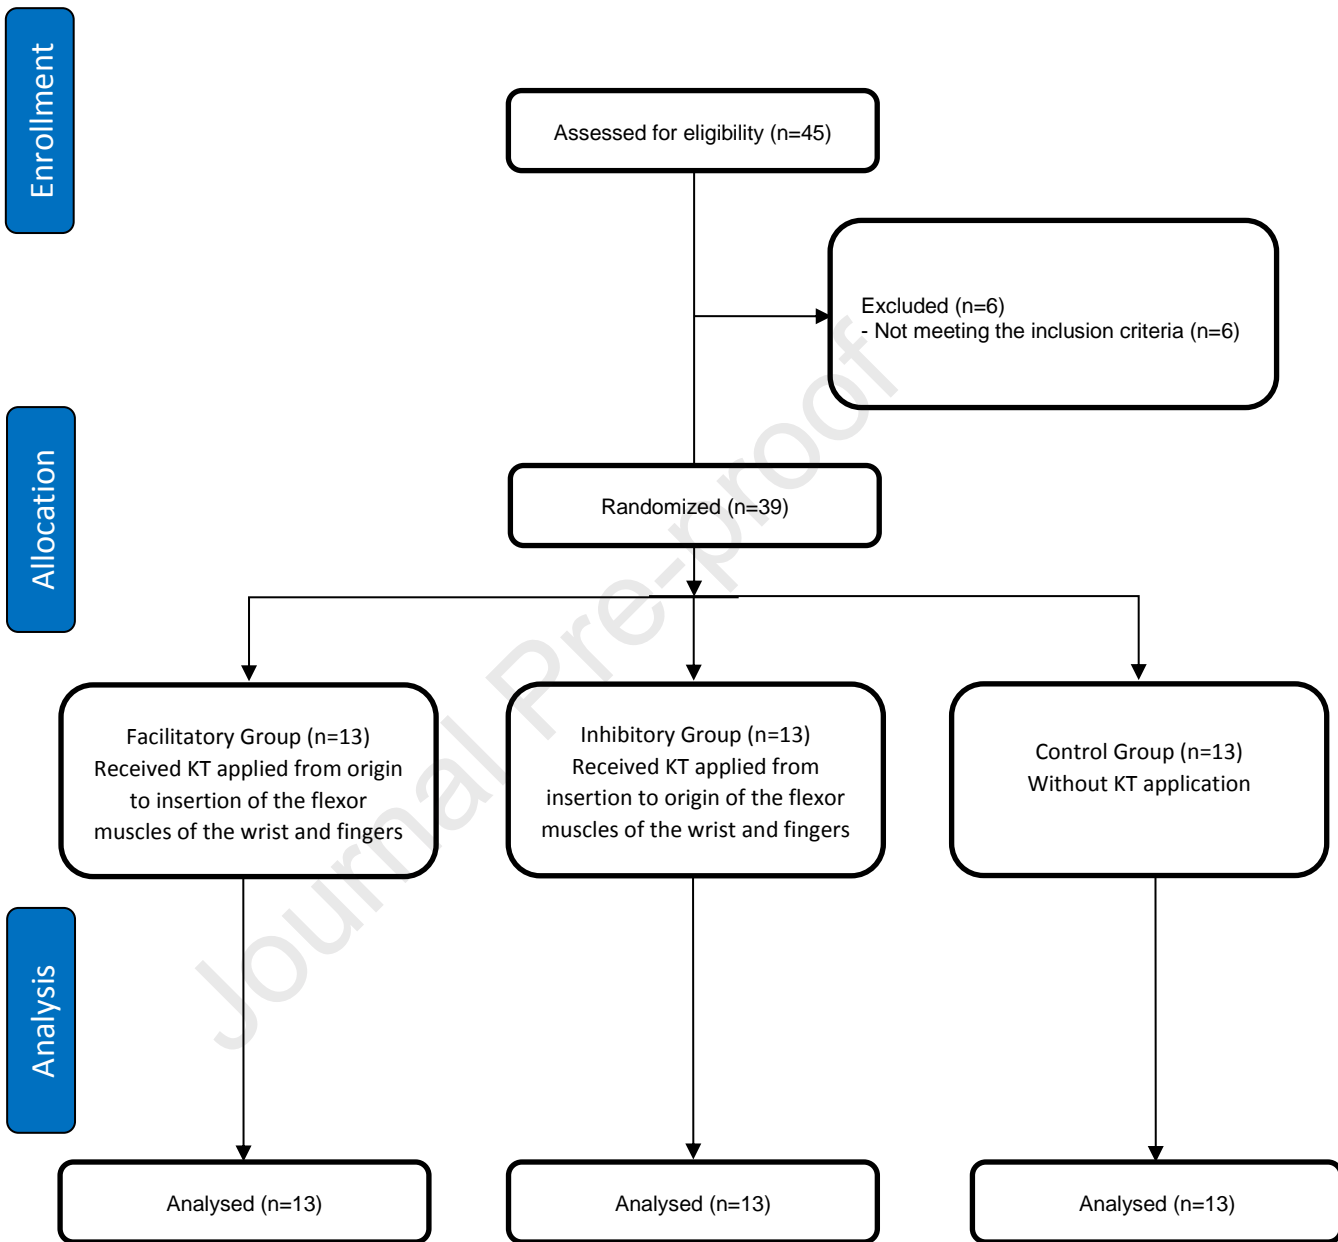 Enrollment
Assessed for eligibility (n=45)
Excluded (n=6)
- Not meeting the inclusion criteria (n=6)
Allocation
Randomized (n=39)
Facilitatory Group (n=13)
Received KT applied from origin
to insertion of the flexor
muscles of the wrist and fingers
Inhibitory Group (n=13)
Received KT applied from
insertion to origin of the flexor
muscles of the wrist and fingers
Control Group (n=13)
Without KT application
Analysis
Analysed (n=13)
Analysed (n=13)
Analysed (n=13)
Journal Pre-proof